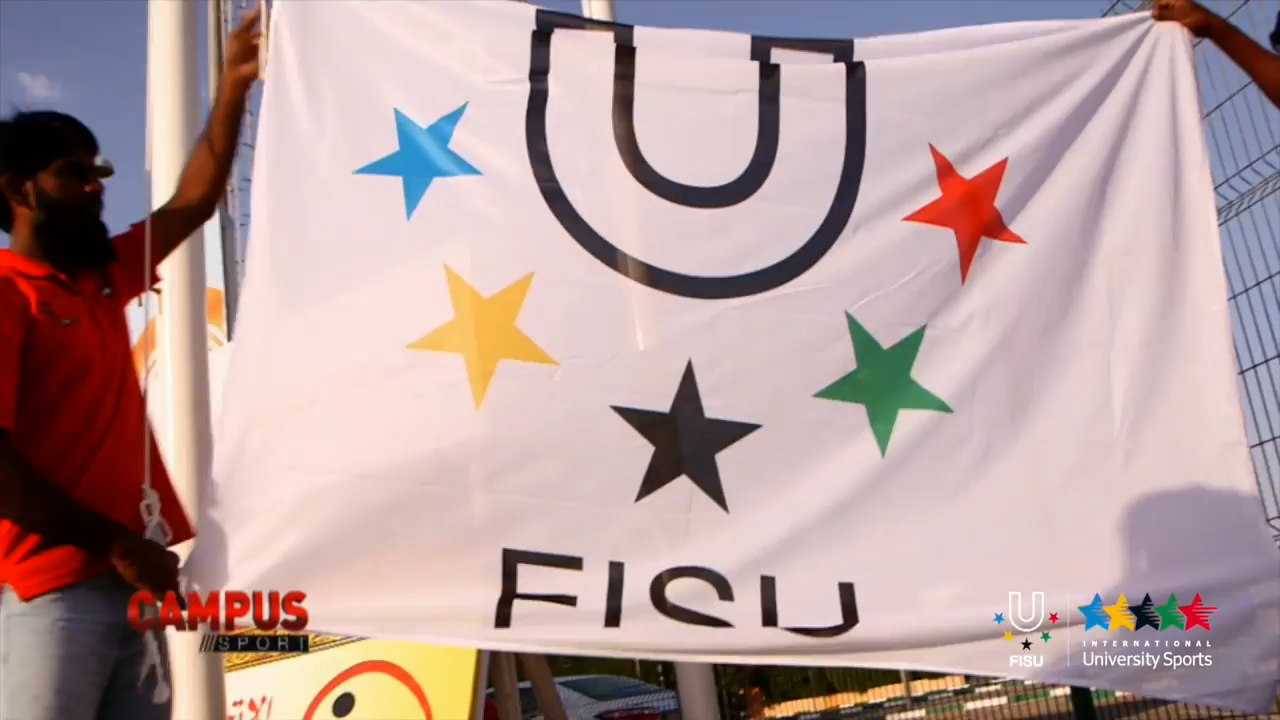 U
FISU
CAMPUS
SPORT
U
FISU
INTERNATIONAL
University Sports